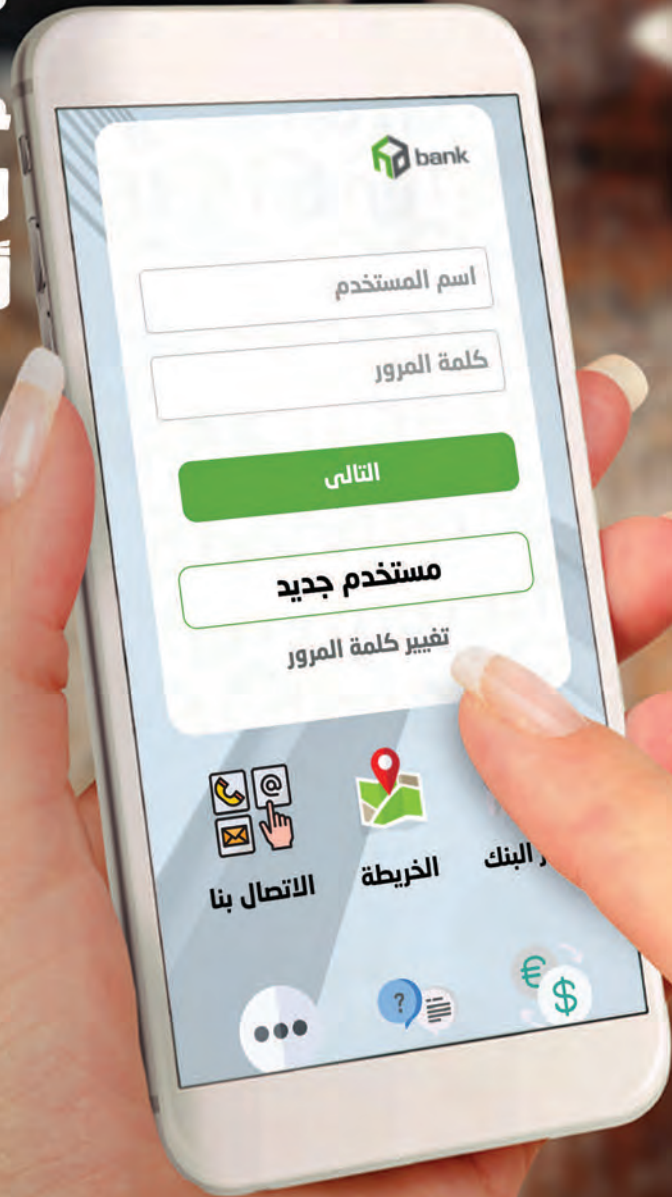 bank
اسم المستخدم
كلمة المرور
التالى
مستخدم جديد
تغيير كلمة المرور
البنك
الخريطة
الاتصال بنا